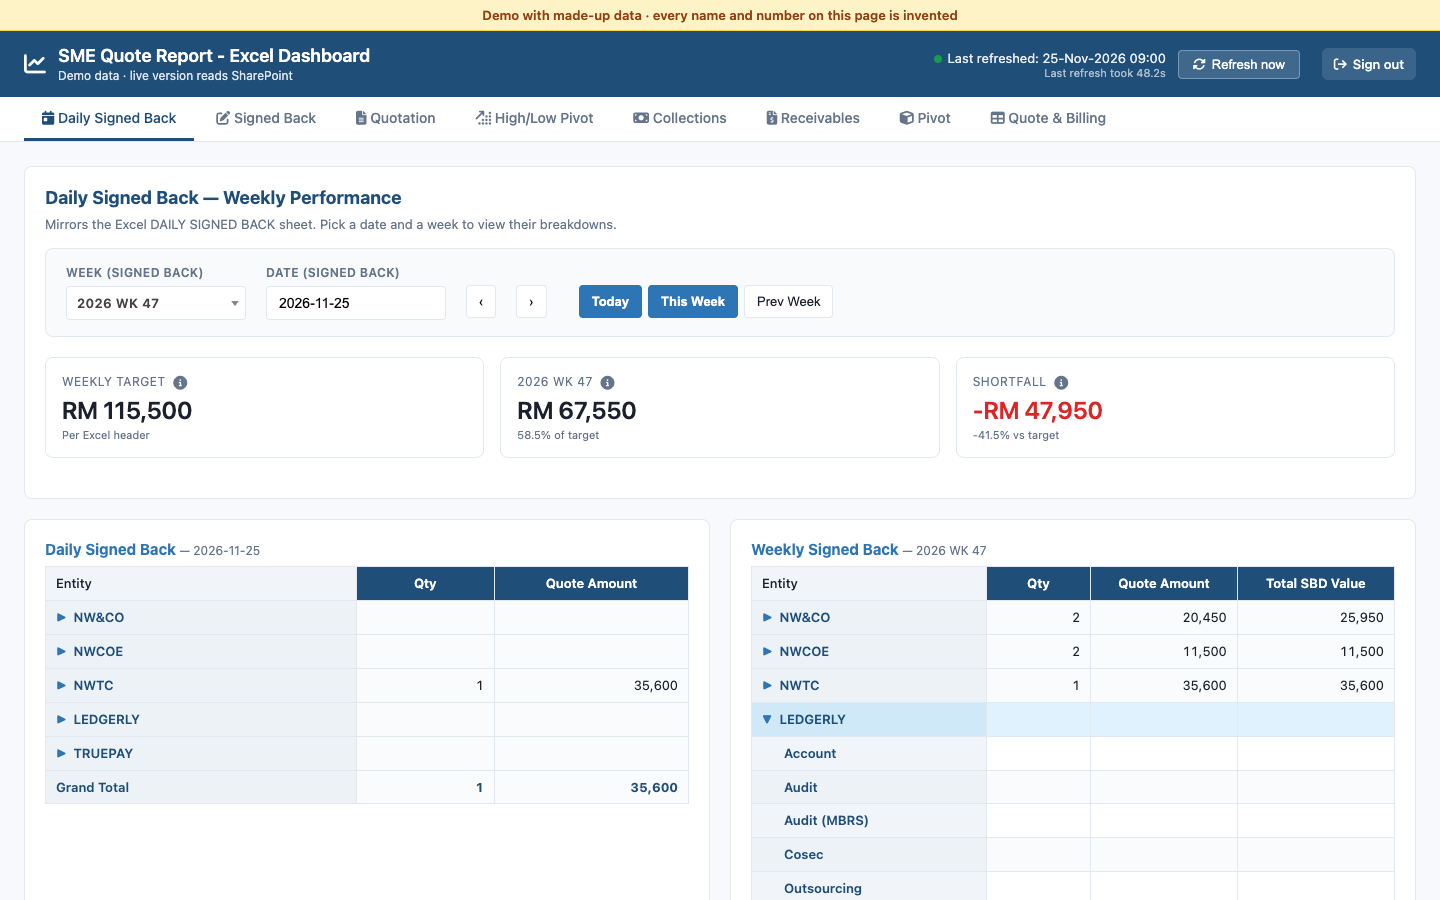 Demo with made-up data · every name and number on this page is invented
SME Quote Report - Excel Dashboard
Demo data · live version reads SharePoint
Last refreshed: 25-Nov-2026 09:00
Last refresh took 48.2s
Refresh now
Sign out
Daily Signed Back
Signed Back
Quotation
High/Low Pivot
Collections
Receivables
Pivot
Quote & Billing
Daily Signed Back — Weekly Performance
Mirrors the Excel DAILY SIGNED BACK sheet. Pick a date and a week to view their breakdowns.
WEEK (SIGNED BACK)
DATE (SIGNED BACK)
2026 WK 47
2026-11-25
‹
›
Today
This Week
Prev Week
WEEKLY TARGET
RM 115,500
Per Excel header
2026 WK 47
RM 67,550
58.5% of target
SHORTFALL
-RM 47,950
-41.5% vs target
Daily Signed Back — 2026-11-25
Entity Qty Quote Amount
NW&CO
NWCOE
NWTC 1 35,600
LEDGERLY
TRUEPAY
Grand Total 1 35,600
Weekly Signed Back — 2026 WK 47
Entity Qty Quote Amount Total SBD Value
NW&CO 2 20,450 25,950
NWCOE 2 11,500 11,500
NWTC 1 35,600 35,600
LEDGERLY
Account
Audit
Audit (MBRS)
Cosec
Outsourcing